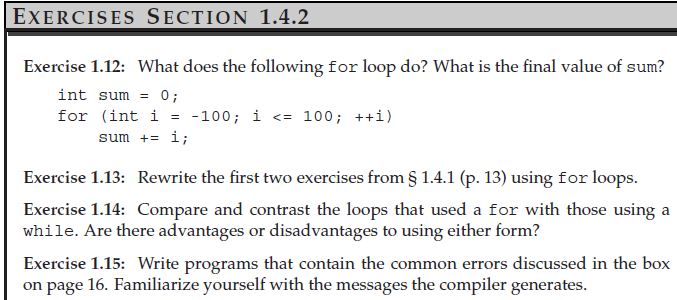 EXERCISES SECTION 1.4.2
Exercise 1.12: What does the following for loop do? What is the final value of sum?
int sum = 0;
for (int i = -100; i <= 100; ++i)
sum += i;
Exercise 1.13: Rewrite the first two exercises from § 1.4.1 (p. 13) using for loops.
Exercise 1.14: Compare and contrast the loops that used a for with those using a
while. Are there advantages or disadvantages to using either form?
Exercise 1.15: Write programs that contain the common errors discussed in the box
on page 16. Familiarize yourself with the messages the compiler generates.